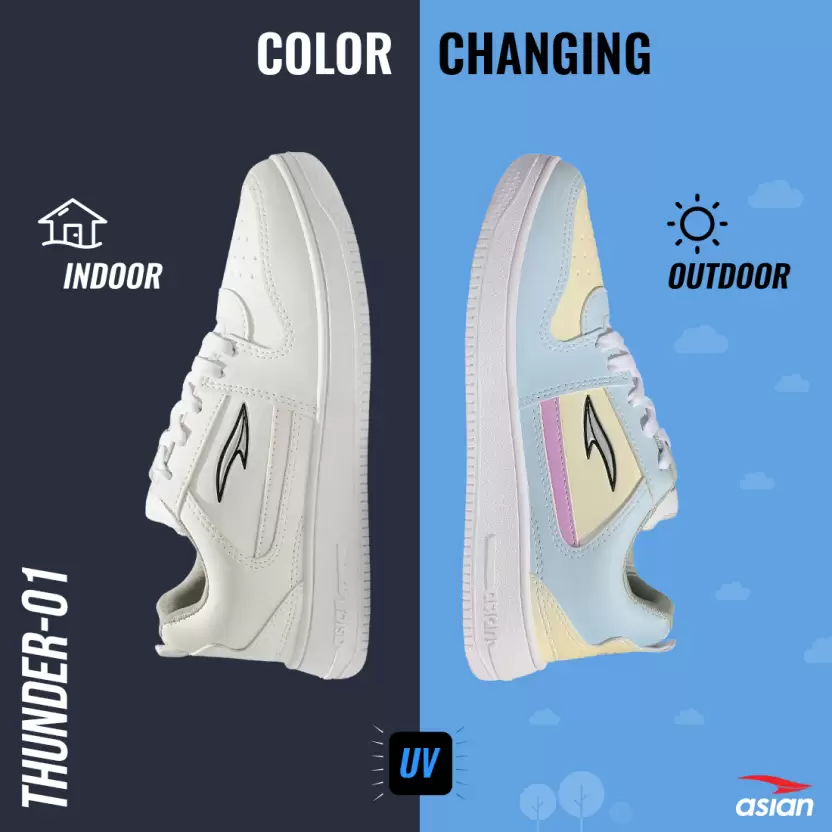 COLOR CHANGING
INDOOR
OUTDOOR
THUNDER-01
UV
asian